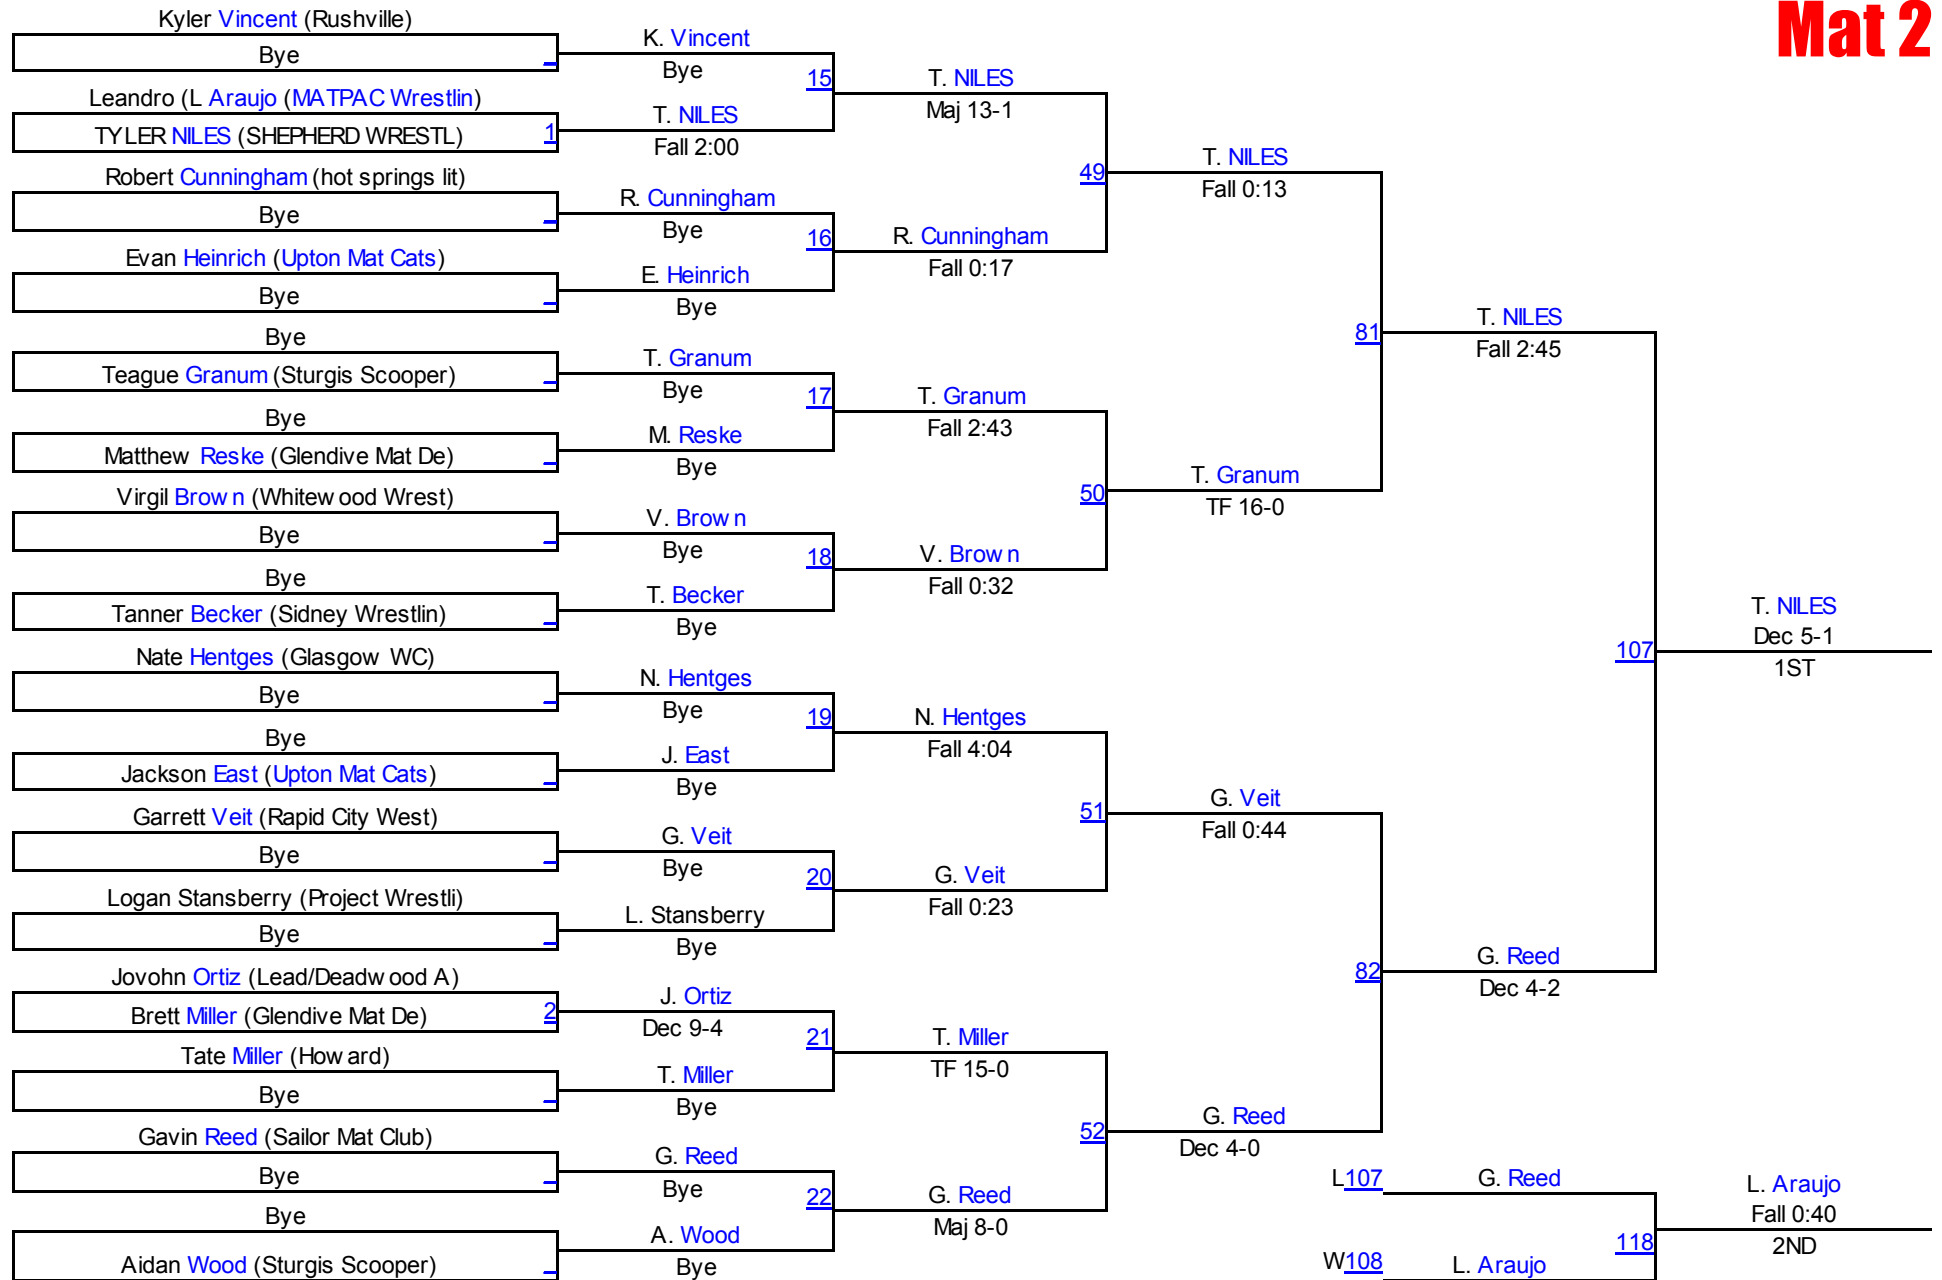 Mat 2
Kyler Vincent (Rushville)
Bye
Leandro (L Araujo (MATPAC Wrestlin)
1
TYLER NILES (SHEPHERD WRESTL)
Robert Cunningham (hot springs lit)
Bye
Evan Heinrich (Upton Mat Cats)
Bye
Bye
Teague Granum (Sturgis Scooper)
Bye
Matthew Reske (Glendive Mat De)
Virgil Brown (Whitewood Wrest)
Bye
Bye
Tanner Becker (Sidney Wrestlin)
Nate Hentges (Glasgow WC)
Bye
Bye
Jackson East (Upton Mat Cats)
Garrett Veit (Rapid City West)
Bye
Logan Stansberry (Project Wrestli)
Bye
Jovohn Ortiz (Lead/Deadwood A)
2
Brett Miller (Glendive Mat De)
Tate Miller (Howard)
Bye
Gavin Reed (Sailor Mat Club)
Bye
Bye
Aidan Wood (Sturgis Scooper)
K. Vincent
Bye
15
T. NILES
Fall 2:00
R. Cunningham
Bye
16
E. Heinrich
Bye
T. Granum
Bye
17
M. Reske
Bye
V. Brown
Bye
18
T. Becker
Bye
N. Hentges
Bye
19
J. East
Bye
G. Veit
Bye
20
L. Stansberry
Bye
J. Ortiz
Dec 9-4
21
T. Miller
Bye
G. Reed
Bye
22
A. Wood
Bye
T. NILES
Maj 13-1
49
R. Cunningham
Fall 0:17
T. Granum
Fall 2:43
50
V. Brown
Fall 0:32
N. Hentges
Fall 4:04
51
G. Veit
Fall 0:23
T. Miller
TF 15-0
52
G. Reed
Maj 8-0
T. NILES
Fall 0:13
81
T. Granum
TF 16-0
G. Veit
Fall 0:44
82
G. Reed
Dec 4-0
T. NILES
Fall 2:45
107
G. Reed
Dec 4-2
T. NILES
Dec 5-1
1ST
L107
G. Reed
W108
L. Araujo
118
L. Araujo
Fall 0:40
2ND